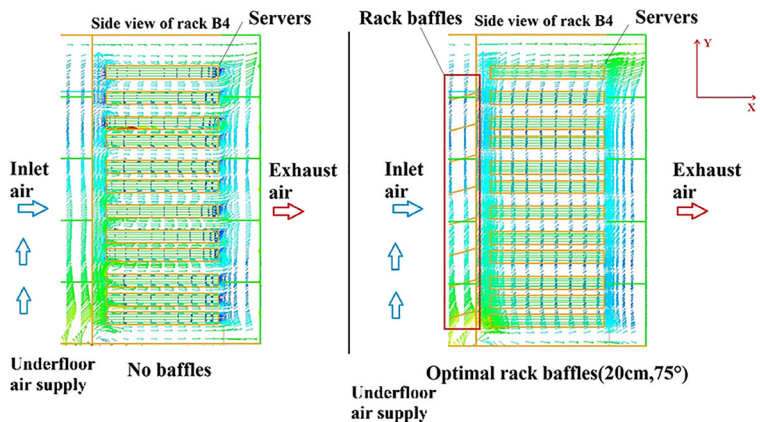 Side view of rack B4
Servers
Inlet
air
Exhaust
air
Underfloor
air supply
No baffles
Rack baffles
Side view of rack B4
Servers
Y
X
Inlet
air
Exhaust
air
Underfloor
air supply
Optimal rack baffles(20cm,75°)